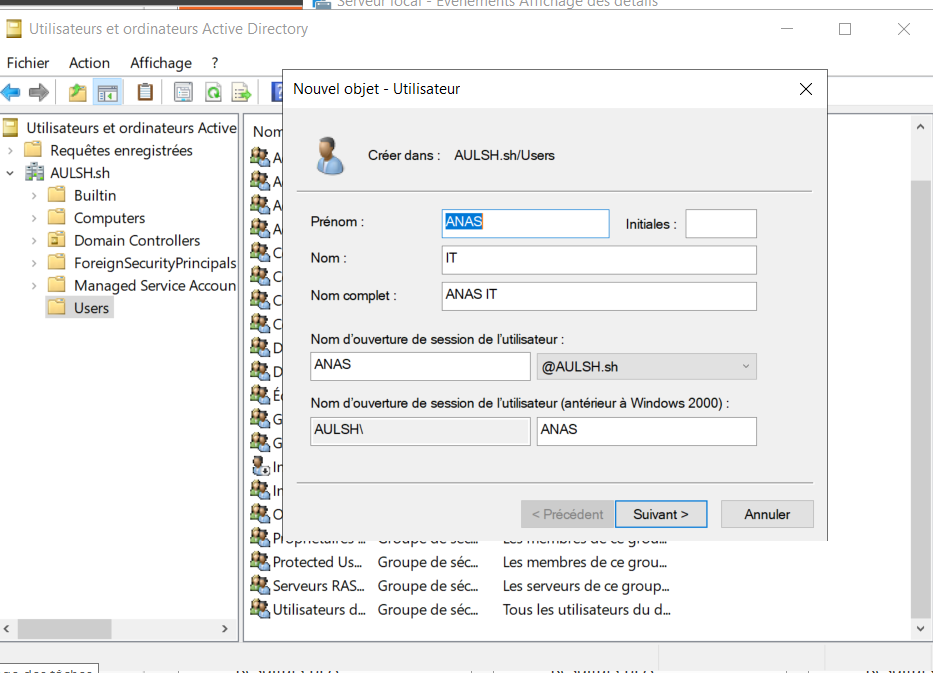 Serveur local - Événements Affichage des détails
Utilisateurs et ordinateurs Active Directory
Fichier Action Affichage ?
Utilisateurs et ordinateurs Active
Requêtes enregistrées
AULSH.sh
Builtin
Computers
Domain Controllers
ForeignSecurityPrincipals
Managed Service Accoun
Users
Nom
Nouvel objet - Utilisateur
Créer dans : AULSH.sh/Users
Prénom : ANAS Initiales :
Nom : IT
Nom complet : ANAS IT
Nom d'ouverture de session de l'utilisateur :
ANAS @AULSH.sh
Nom d'ouverture de session de l'utilisateur (antérieur à Windows 2000) :
AULSH\ ANAS
< Précédent Suivant > Annuler
Propriétaires ... Groupe de séc... Les membres de ce grou...
Protected Us... Groupe de séc... Les membres de ce grou...
Serveurs RAS... Groupe de séc... Les serveurs de ce group...
Utilisateurs d... Groupe de séc... Tous les utilisateurs du d...